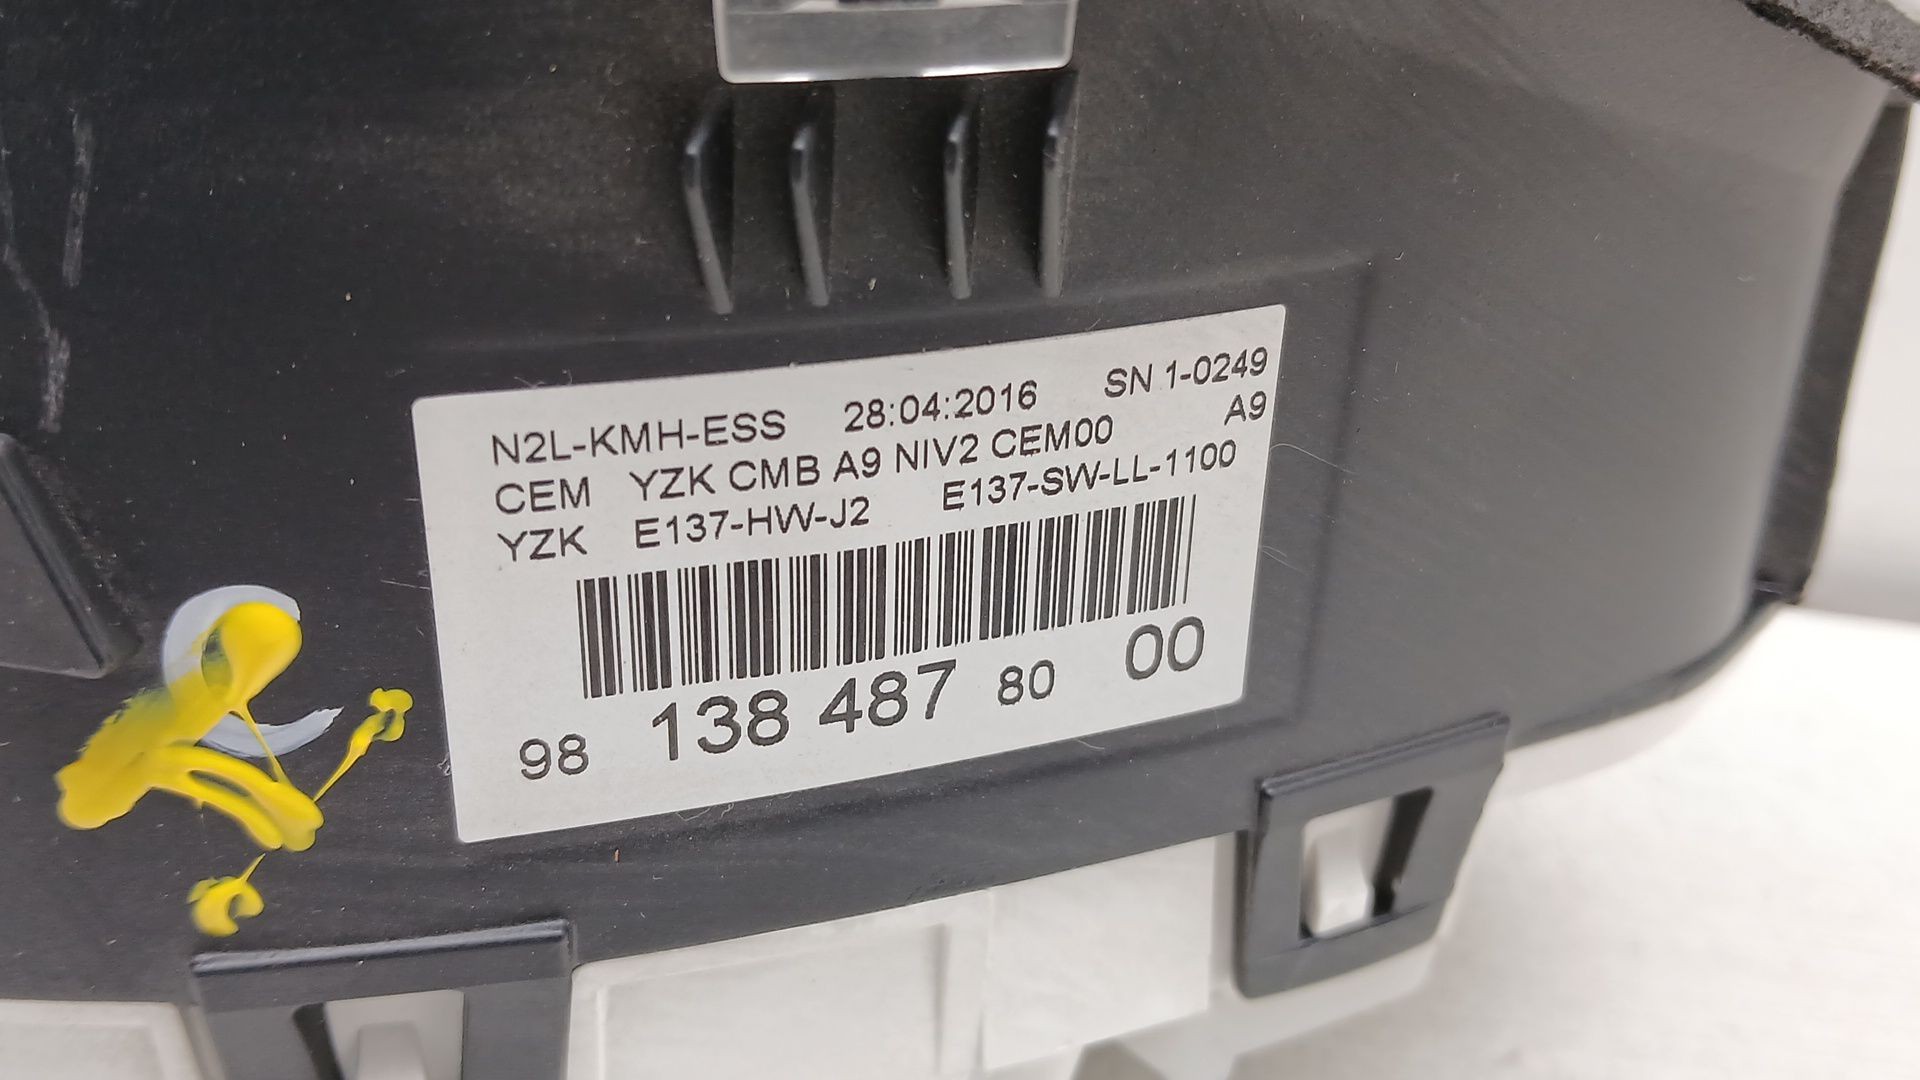 N2L-KMH-ESS 28:04:2016 SN 1-0249
CEM YZK CMB A9 NIV2 CEM00 A9
YZK E137-HW-J2 E137-SW-LL-1100
98 138 487 80 00